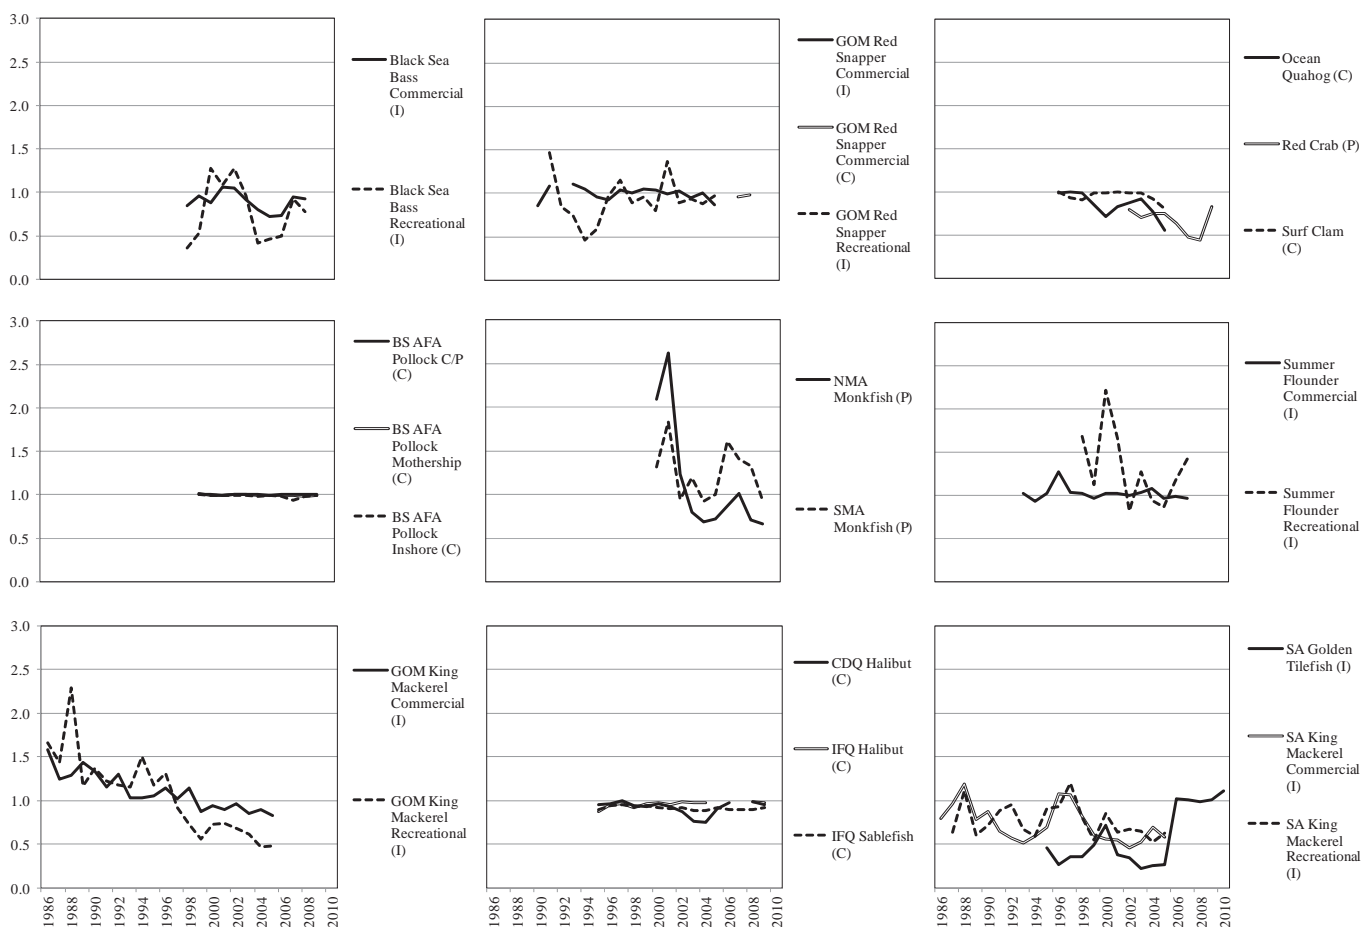 3.0
2.5
2.0
1.5
1.0
0.5
0.0
Black Sea
Bass
Commercial
(I)
Black Sea
Bass
Recreational
(I)
GOM Red
Snapper
Commercial
(I)
GOM Red
Snapper
Commercial
(C)
GOM Red
Snapper
Recreational
(I)
Ocean
Quahog (C)
Red Crab (P)
Surf Clam
(C)
3.0
2.5
2.0
1.5
1.0
0.5
0.0
BS AFA
Pollock C/P
(C)
BS AFA
Pollock
Mothership
(C)
BS AFA
Pollock
Inshore (C)
NMA
Monkfish (P)
SMA
Monkfish (P)
Summer
Flounder
Commercial
(I)
Summer
Flounder
Recreational
(I)
3.0
2.5
2.0
1.5
1.0
0.5
0.0
1986
1988
1990
1992
1994
1996
1998
2000
2002
2004
2006
2008
2010
GOM King
Mackerel
Commercial
(I)
GOM King
Mackerel
Recreational
(I)
1986
1988
1990
1992
1994
1996
1998
2000
2002
2004
2006
2008
2010
CDQ Halibut
(C)
IFQ Halibut
(C)
IFQ Sablefish
(C)
1986
1988
1990
1992
1994
1996
1998
2000
2002
2004
2006
2008
2010
SA Golden
Tilefish (I)
SA King
Mackerel
Commercial
(I)
SA King
Mackerel
Recreational
(I)